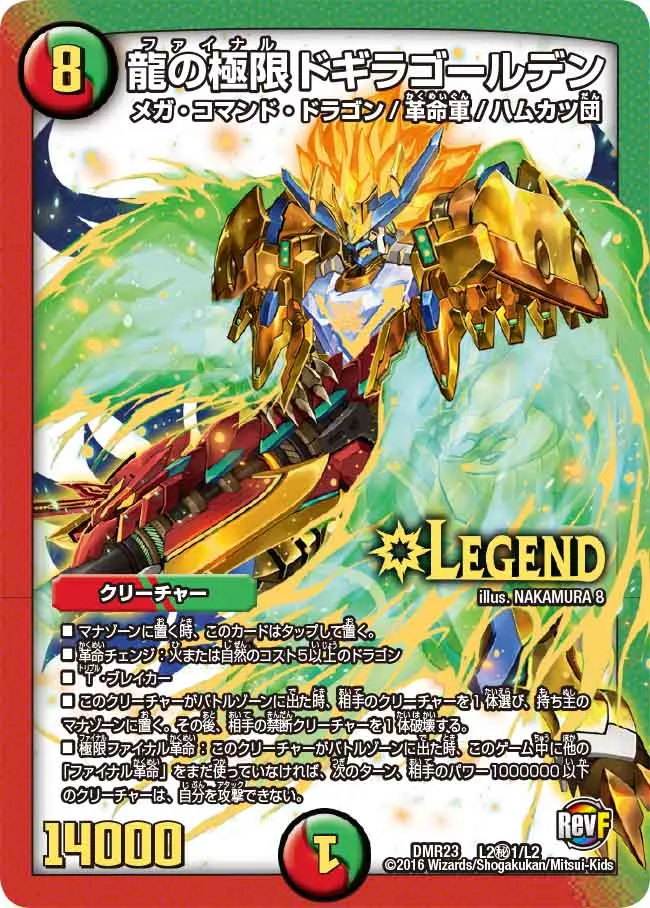 8
龍の極限ドギラゴールデン
ファイナル
メガ・コマンド・ドラゴン/革命軍/ハムカツ団
かくめいぐん
だん
LEGEND
illus. NAKAMURA 8
クリーチャー
■ マナゾーンに置く時、このカードはタップして置く。
■ 革命チェンジ:火または自然のコスト5以上のドラゴン
■ T・ブレイカー
■ このクリーチャーがバトルゾーンに出た時、相手のクリーチャーを1体選び、持ち主の
マナゾーンに置く。その後、相手の禁断クリーチャーを1体破壊する。
■ 極限ファイナル革命:このクリーチャーがバトルゾーンに出た時、このゲーム中に他の
「ファイナル革命」をまだ使っていなければ、次のターン、相手のパワー1000000以下
のクリーチャーは、自分を攻撃できない。
14000
1
RevF
DMR23 L2㊙1/L2
©2016 Wizards/Shogakukan/Mitsui-Kids